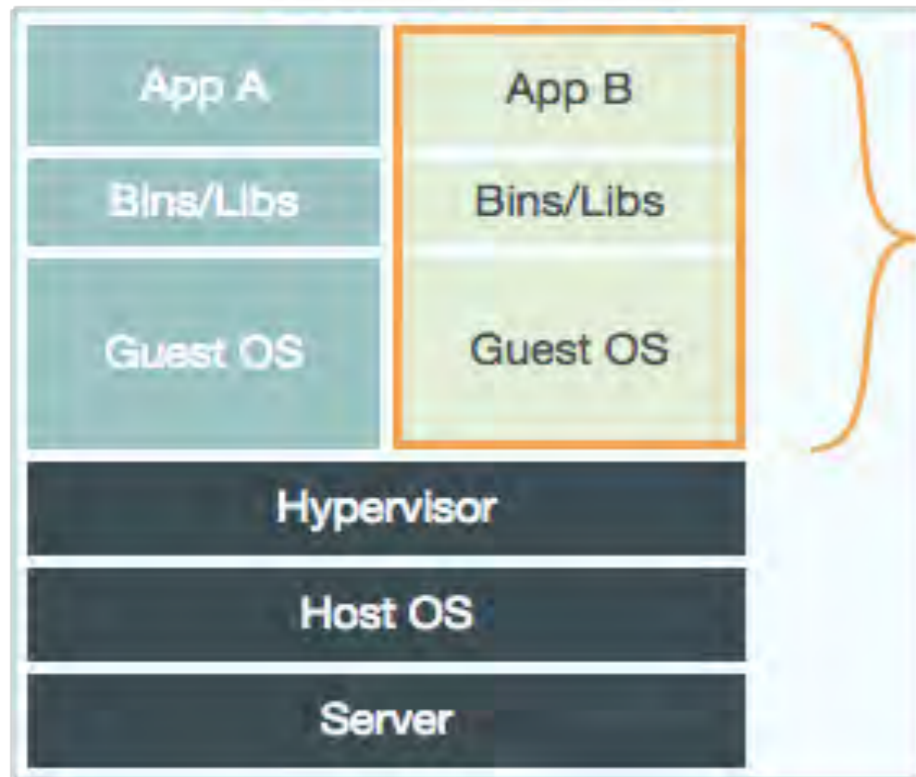 App A
App B
Bins/Libs
Bins/Libs
Guest OS
Guest OS
Hypervisor
Host OS
Server